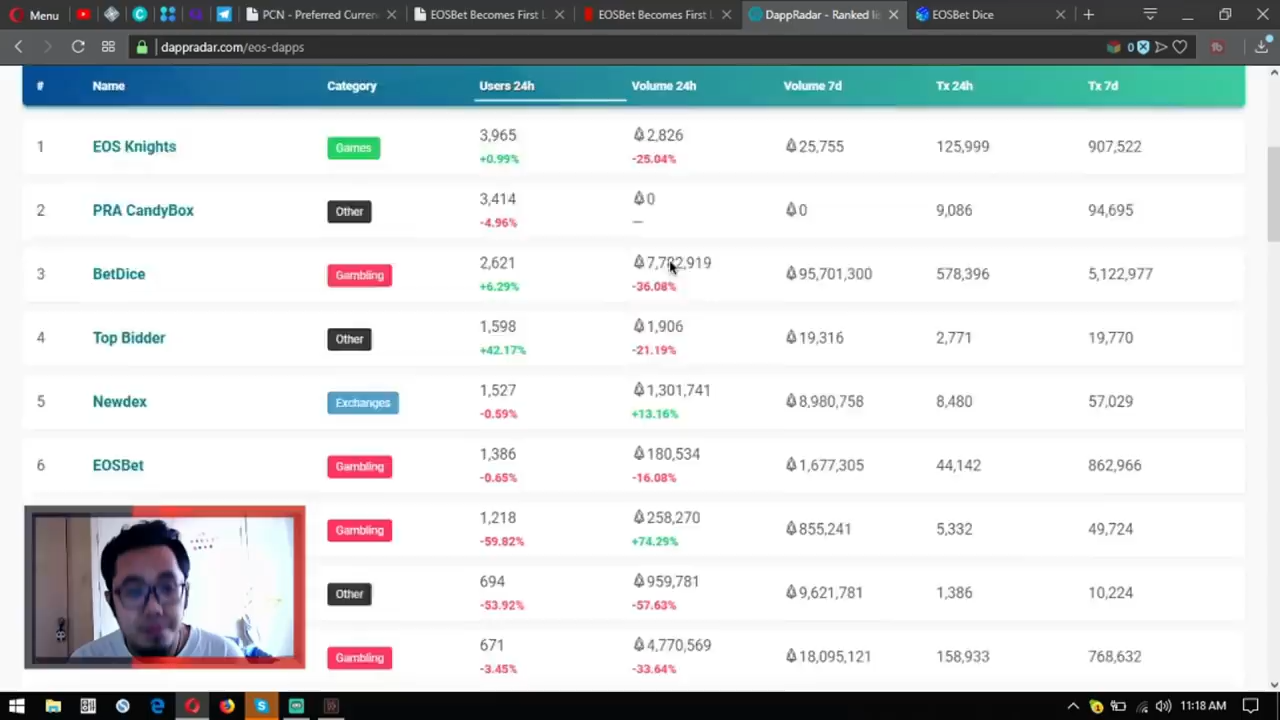 Menu
PCN - Preferred Curren
EOSBet Becomes First L
EOSBet Becomes First L
DappRadar - Ranked li
EOSBet Dice
dappradar.com/eos-dapps
0
# Name Category Users 24h Volume 24h Volume 7d Tx 24h Tx 7d
1 EOS Knights Games 3,965 +0.99% 2,826 -25.04% 25,755 125,999 907,522
2 PRA CandyBox Other 3,414 -4.96% 0 — 0 9,086 94,695
3 BetDice Gambling 2,621 +6.29% -36.08% 95,701,300 578,396 5,122,977
4 Top Bidder Other 1,598 +42.17% 1,906 -21.19% 19,316 2,771 19,770
5 Newdex Exchanges 1,527 -0.59% 1,301,741 +13.16% 8,980,758 8,480 57,029
6 EOSBet Gambling 1,386 -0.65% 180,534 -16.08% 1,677,305 44,142 862,966
Gambling 1,218 -59.82% 258,270 +74.29% 855,241 5,332 49,724
Other 694 -53.92% 959,781 -57.63% 9,621,781 1,386 10,224
Gambling 671 -3.45% 4,770,569 -33.64% 18,095,121 158,933 768,632
11:18 AM